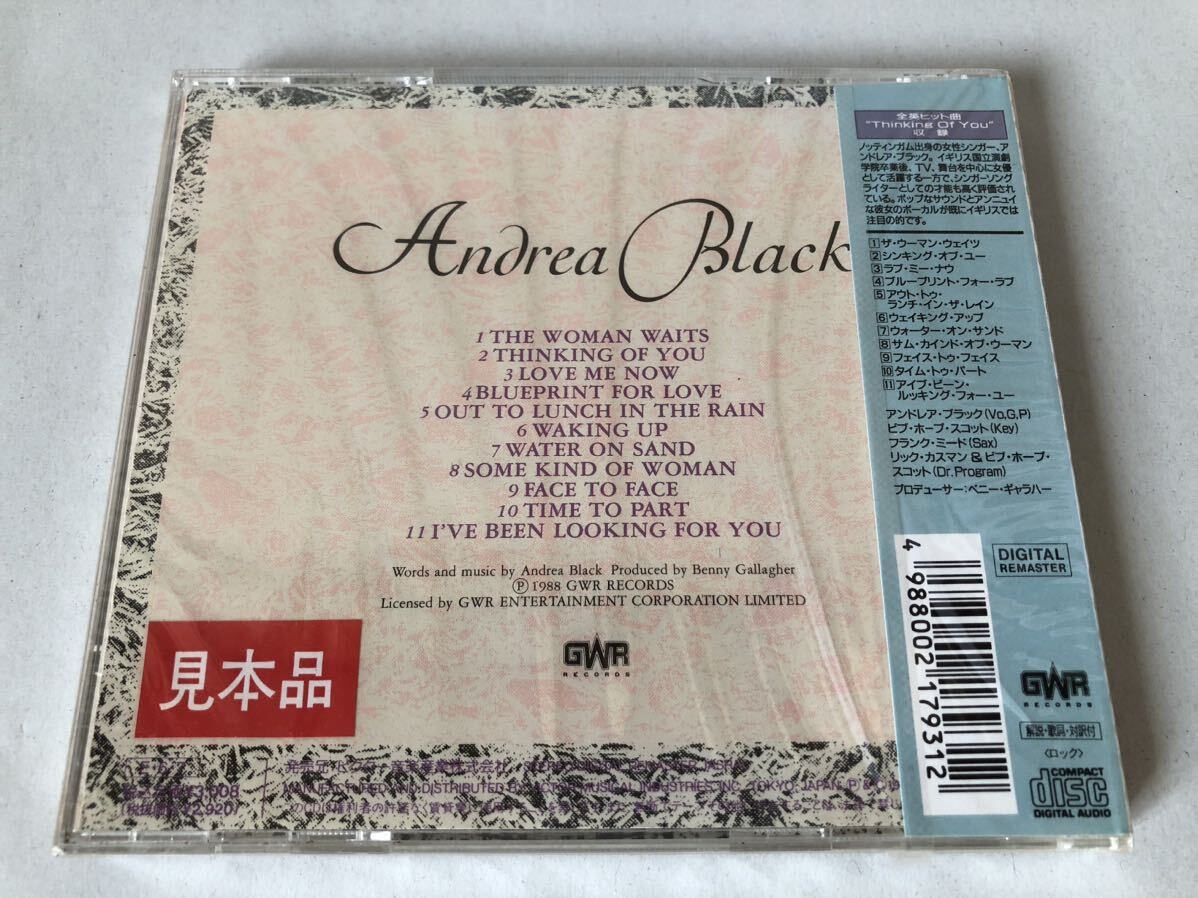 Andrea Black
1 THE WOMAN WAITS
2 THINKING OF YOU
3 LOVE ME NOW
4 BLUEPRINT FOR LOVE
5 OUT TO LUNCH IN THE RAIN
6 WAKING UP
7 WATER ON SAND
8 SOME KIND OF WOMAN
9 FACE TO FACE
10 TIME TO PART
11 I'VE BEEN LOOKING FOR YOU
Words and music by Andrea Black Produced by Benny Gallagher
Ⓟ 1988 GWR RECORDS
Licensed by GWR ENTERTAINMENT CORPORATION LIMITED
GWR
RECORDS
見本品
¥3,008
¥2,920)
MANUFACTURED AND DISTRIBUTED BY VICTOR MUSICAL INDUSTRIES, INC. TOKYO, JAPAN
全英ヒット曲
"Thinking Of You"
収録
ノッティンガム出身の女性シンガー、ア
ンドレア・ブラック。イギリス国立演劇
学院卒業後、TV、舞台を中心に女優
として活躍する一方で、シンガーソング
ライターとしての才能も高く評価され
ている。ポップなサウンドとアンニュイ
な彼女のボーカルが既にイギリスでは
注目の的です。
1 ザ・ウーマン・ウェイツ
2 シンキング・オブ・ユー
3 ラブ・ミー・ナウ
4 ブループリント・フォー・ラブ
5 アウト・トゥ・
ランチ・イン・ザ・レイン
6 ウェイキング・アップ
7 ウォーター・オン・サンド
8 サム・カインド・オブ・ウーマン
9 フェイス・トゥ・フェイス
10 タイム・トゥ・パート
11 アイブ・ビーン・
ルッキング・フォー・ユー
アンドレア・ブラック(Vo,G,P)
ビブ・ホープ・スコット(Key)
フランク・ミード(Sax)
リック・カスマン & ビブ・ホープ・
スコット(Dr.Program)
プロデューサー:ベニー・ギャラハー
4 988002 179312
DIGITAL
REMASTER
GWR
RECORDS
解説・歌詞・対訳付
〈ロック〉
COMPACT
disc
DIGITAL AUDIO